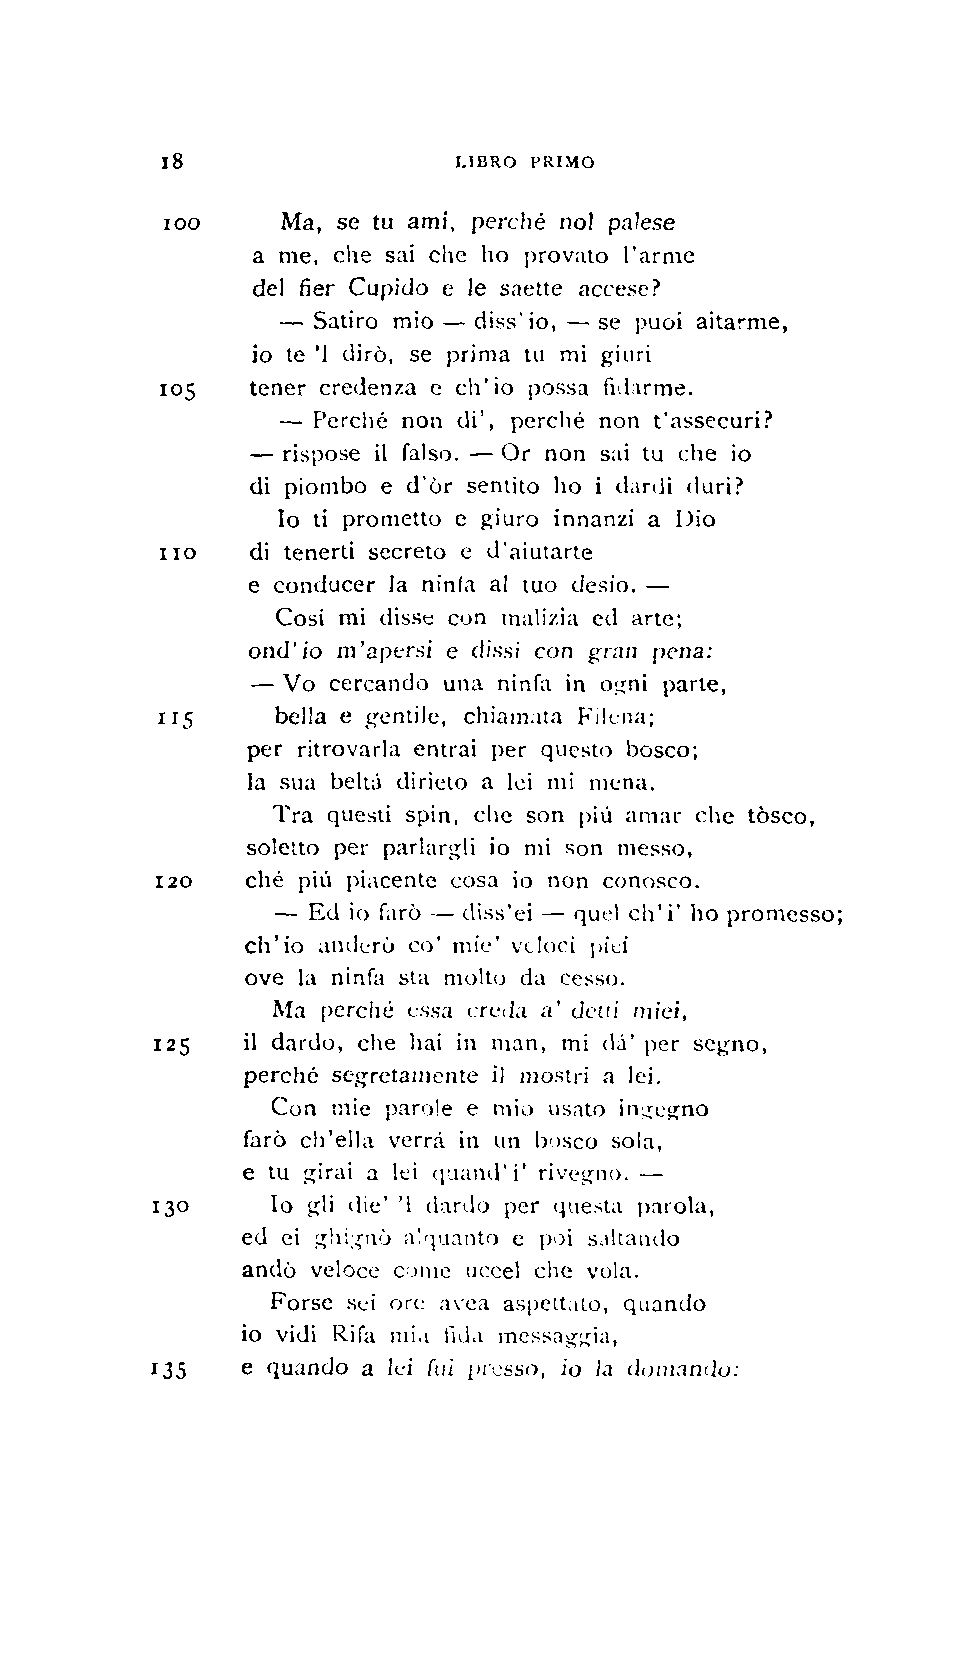 18 LIBRO PRIMO
100 Ma, se tu ami, perché nol palese
a me, che sai che ho provato l'arme
del fier Cupido e le saette accese?
— Satiro mio — diss'io, — se puoi aitarme,
io te 'l dirò, se prima tu mi giuri
105 tener credenza e ch'io possa fidarme.
— Perché non di', perché non t'assecuri?
— rispose il falso. — Or non sai tu che io
di piombo e d'òr sentito ho i dardi duri?
Io ti prometto e giuro innanzi a Dio
110 di tenerti secreto e d'aiutarte
e conducer la ninfa al tuo desio. —
Cosí mi disse con malizia ed arte;
ond'io m'apersi e dissi con gran pena:
— Vo cercando una ninfa in ogni parte,
115 bella e gentile, chiamata Filena;
per ritrovarla entrai per questo bosco;
la sua beltá dirieto a lei mi mena.
Tra questi spin, che son piú amar che tòsco,
soletto per parlargli io mi son messo,
120 ché piú piacente cosa io non conosco.
— Ed io farò — diss'ei — quel ch'i' ho promesso;
ch'io anderò co' mie' veloci piei
ove la ninfa sta molto da cesso.
Ma perché essa creda a' detti miei,
125 il dardo, che hai in man, mi dá' per segno,
perché segretamente il mostri a lei.
Con mie parole e mio usato ingegno
farò ch'ella verrá in un bosco sola,
e tu girai a lei quand'i' rivegno. —
130 Io gli die' 'l dardo per questa parola,
ed ei ghignò alquanto e poi saltando
andò veloce come uccel che vola.
Forse sei ore avea aspettato, quando
io vidi Rifa mia fida messaggia,
135 e quando a lei fui presso, io la domando: